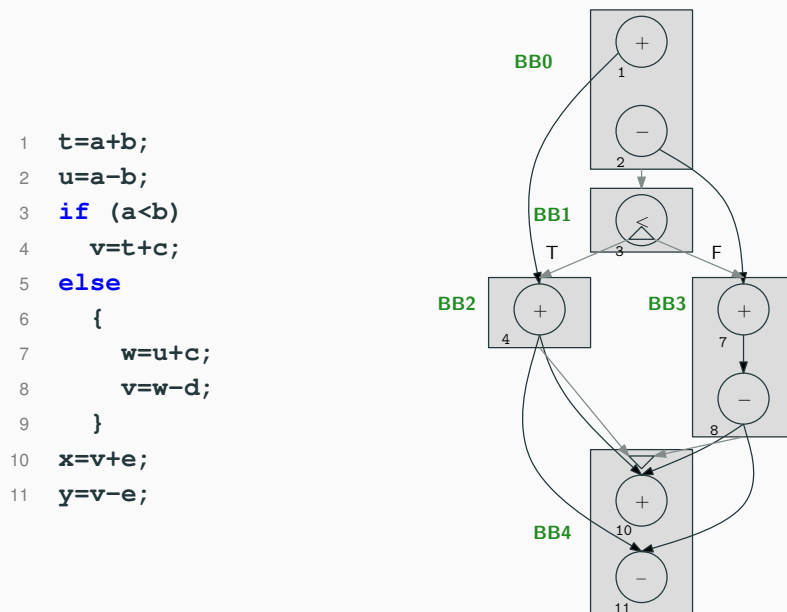 1 t=a+b;
2 u=a-b;
3 if (a<b)
4 v=t+c;
5 else
6 {
7 w=u+c;
8 v=w-d;
9 }
10 x=v+e;
11 y=v-e;
BB0
+
1
−
2
BB1
<
3
T
F
BB2
+
4
BB3
+
7
−
8
BB4
+
10
−
11